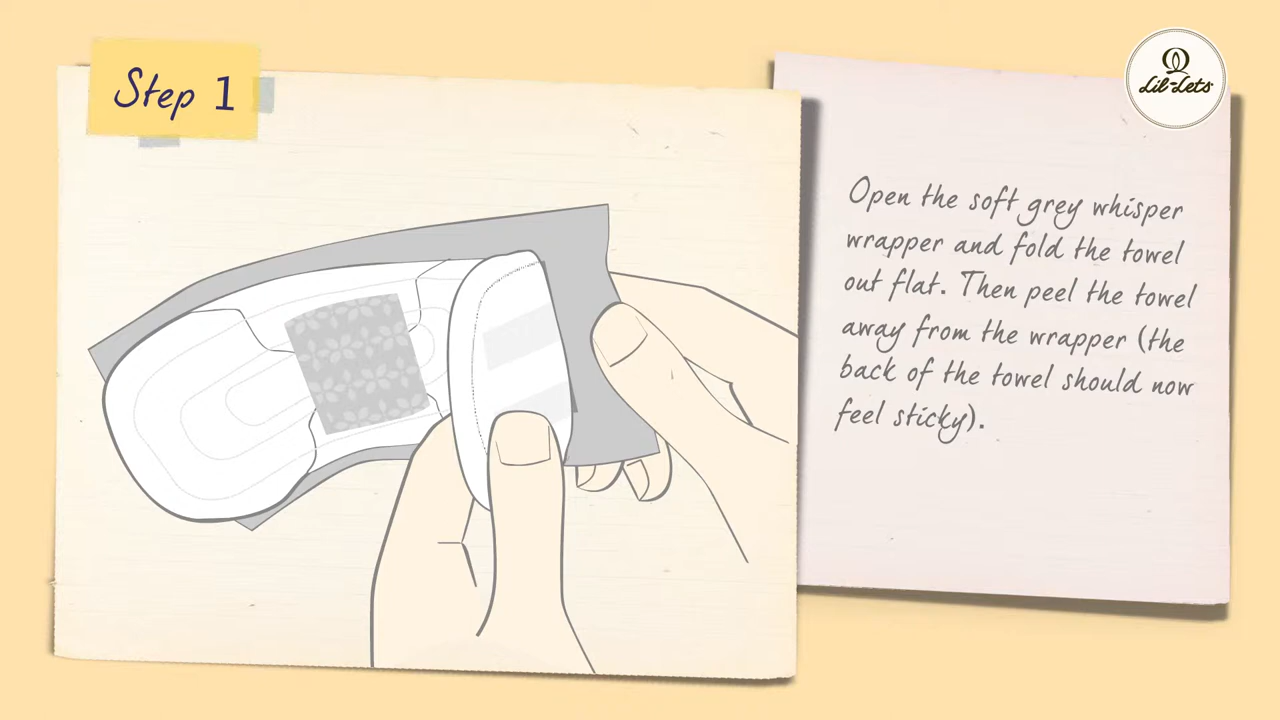 Step 1
Lil-Lets
Open the soft grey whisper
wrapper and fold the towel
out flat. Then peel the towel
away from the wrapper (the
back of the towel should now
feel sticky).